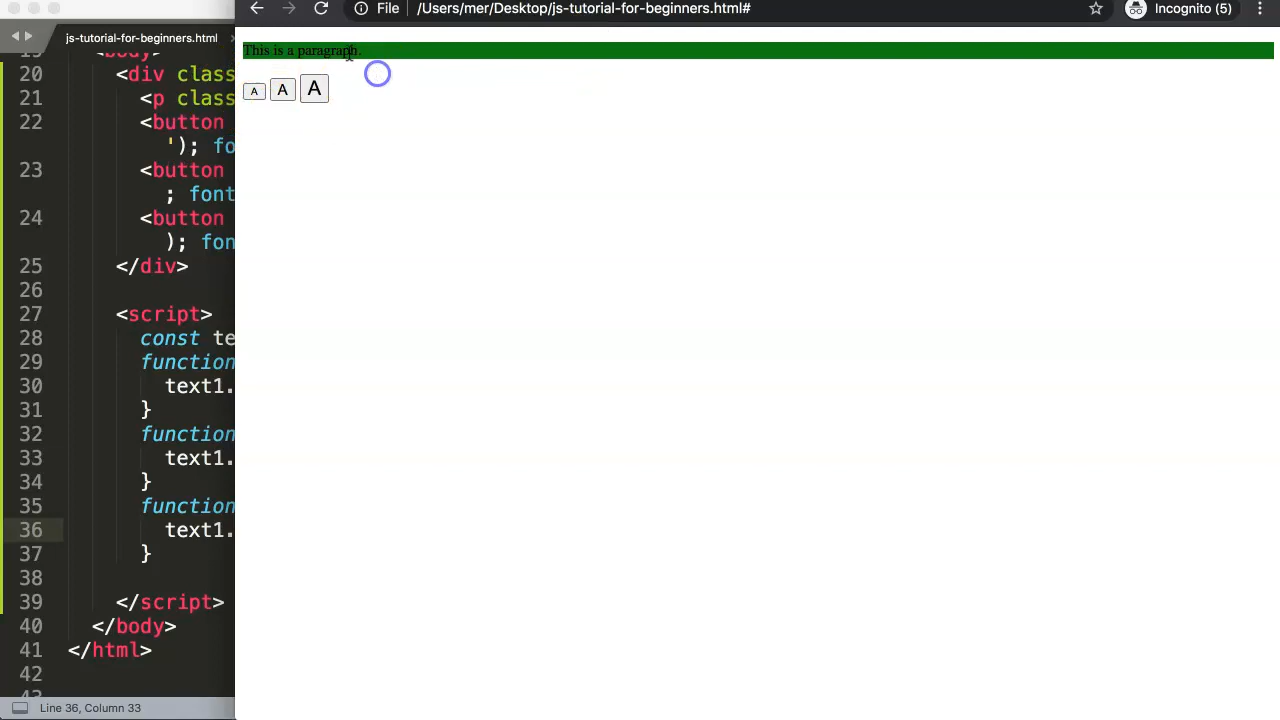 File /Users/mer/Desktop/js-tutorial-for-beginners.html# Incognito (5)
js-tutorial-for-beginners.html
19 <body>
20 <div class
21 <p class
22 <button
'); fo
23 <button
; font
24 <button
); fon
25 </div>
26
27 <script>
28 const te
29 function
30 text1.
31 }
32 function
33 text1.
34 }
35 function
36 text1.
37 }
38
39 </script>
40 </body>
41 </html>
42
43
Line 36, Column 33
This is a paragraph.
A A A